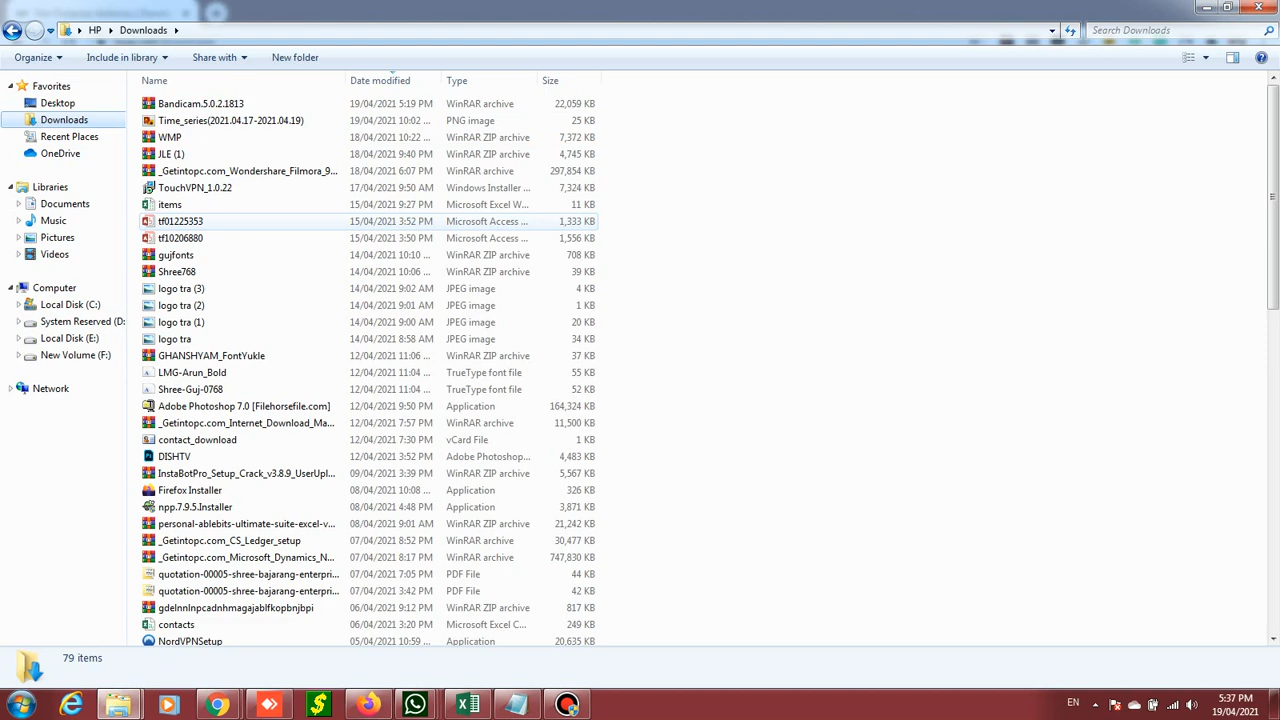 HP Downloads Search Downloads
Organize Include in library Share with New folder
Name Date modified Type Size
Favorites
Desktop
Downloads
Recent Places
OneDrive
Libraries
Documents
Music
Pictures
Videos
Computer
Local Disk (C:)
System Reserved (D:
Local Disk (E:)
New Volume (F:)
Network
Bandicam.5.0.2.1813 19/04/2021 5:19 PM WinRAR archive 22,059 KB
Time_series(2021.04.17-2021.04.19) 19/04/2021 10:02 ... PNG image 25 KB
WMP 18/04/2021 10:22 ... WinRAR ZIP archive 7,372 KB
JLE (1) 18/04/2021 9:40 PM WinRAR ZIP archive 4,745 KB
_Getintopc.com_Wondershare_Filmora_9... 18/04/2021 6:07 PM WinRAR archive 297,854 KB
TouchVPN_1.0.22 17/04/2021 9:50 AM Windows Installer ... 7,324 KB
items 15/04/2021 9:27 PM Microsoft Excel W... 11 KB
tf01225353 15/04/2021 3:52 PM Microsoft Access ... 1,333 KB
tf10206880 15/04/2021 3:50 PM Microsoft Access ... 1,556 KB
gujfonts 14/04/2021 10:10 ... WinRAR ZIP archive 708 KB
Shree768 14/04/2021 10:06 ... WinRAR ZIP archive 39 KB
logo tra (3) 14/04/2021 9:02 AM JPEG image 4 KB
logo tra (2) 14/04/2021 9:01 AM JPEG image 1 KB
logo tra (1) 14/04/2021 9:00 AM JPEG image 20 KB
logo tra 14/04/2021 8:58 AM JPEG image 34 KB
GHANSHYAM_FontYukle 12/04/2021 11:06 ... WinRAR ZIP archive 37 KB
LMG-Arun_Bold 12/04/2021 11:04 ... TrueType font file 55 KB
Shree-Guj-0768 12/04/2021 11:04 ... TrueType font file 52 KB
Adobe Photoshop 7.0 [Filehorsefile.com] 12/04/2021 9:50 PM Application 164,324 KB
_Getintopc.com_Internet_Download_Ma... 12/04/2021 7:57 PM WinRAR archive 11,500 KB
contact_download 12/04/2021 7:30 PM vCard File 1 KB
DISHTV 12/04/2021 3:52 PM Adobe Photoshop... 4,483 KB
InstaBotPro_Setup_Crack_v3.8.9_UserUpl... 09/04/2021 3:39 PM WinRAR archive 5,567 KB
Firefox Installer 08/04/2021 10:08 ... Application 326 KB
npp.7.9.5.Installer 08/04/2021 4:48 PM Application 3,871 KB
personal-ablebits-ultimate-suite-excel-v... 08/04/2021 9:01 AM WinRAR ZIP archive 21,242 KB
_Getintopc.com_CS_Ledger_setup 07/04/2021 8:52 PM WinRAR archive 30,477 KB
_Getintopc.com_Microsoft_Dynamics_N... 07/04/2021 8:17 PM WinRAR archive 747,830 KB
quotation-00005-shree-bajarang-enterpri... 07/04/2021 7:05 PM PDF File 44 KB
quotation-00005-shree-bajarang-enterpri... 07/04/2021 3:42 PM PDF File 42 KB
gdelnnlnpcadnhmagajablfkopbnjbpi 06/04/2021 9:12 PM WinRAR ZIP archive 817 KB
contacts 06/04/2021 3:20 PM Microsoft Excel C... 249 KB
NordVPNSetup 05/04/2021 10:59 ... Application 20,635 KB
79 items
EN 5:37 PM
19/04/2021